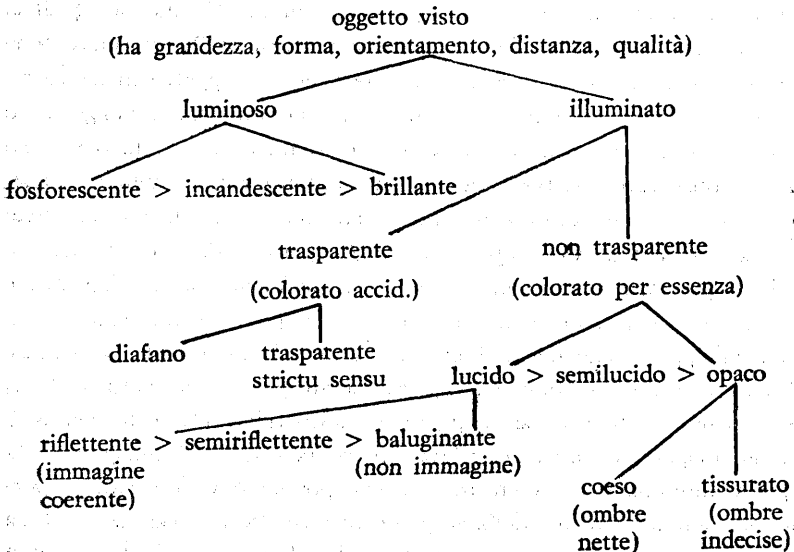 oggetto visto
(ha grandezza, forma, orientamento, distanza, qualità)
luminoso illuminato
fosforescente > incandescente > brillante
trasparente non trasparente
(colorato accid.) (colorato per essenza)
diafano trasparente
strictu sensu
lucido > semilucido > opaco
riflettente > semiriflettente > baluginante
(immagine (non immagine)
coerente)
coeso tissurato
(ombre (ombre
nette) indecise)